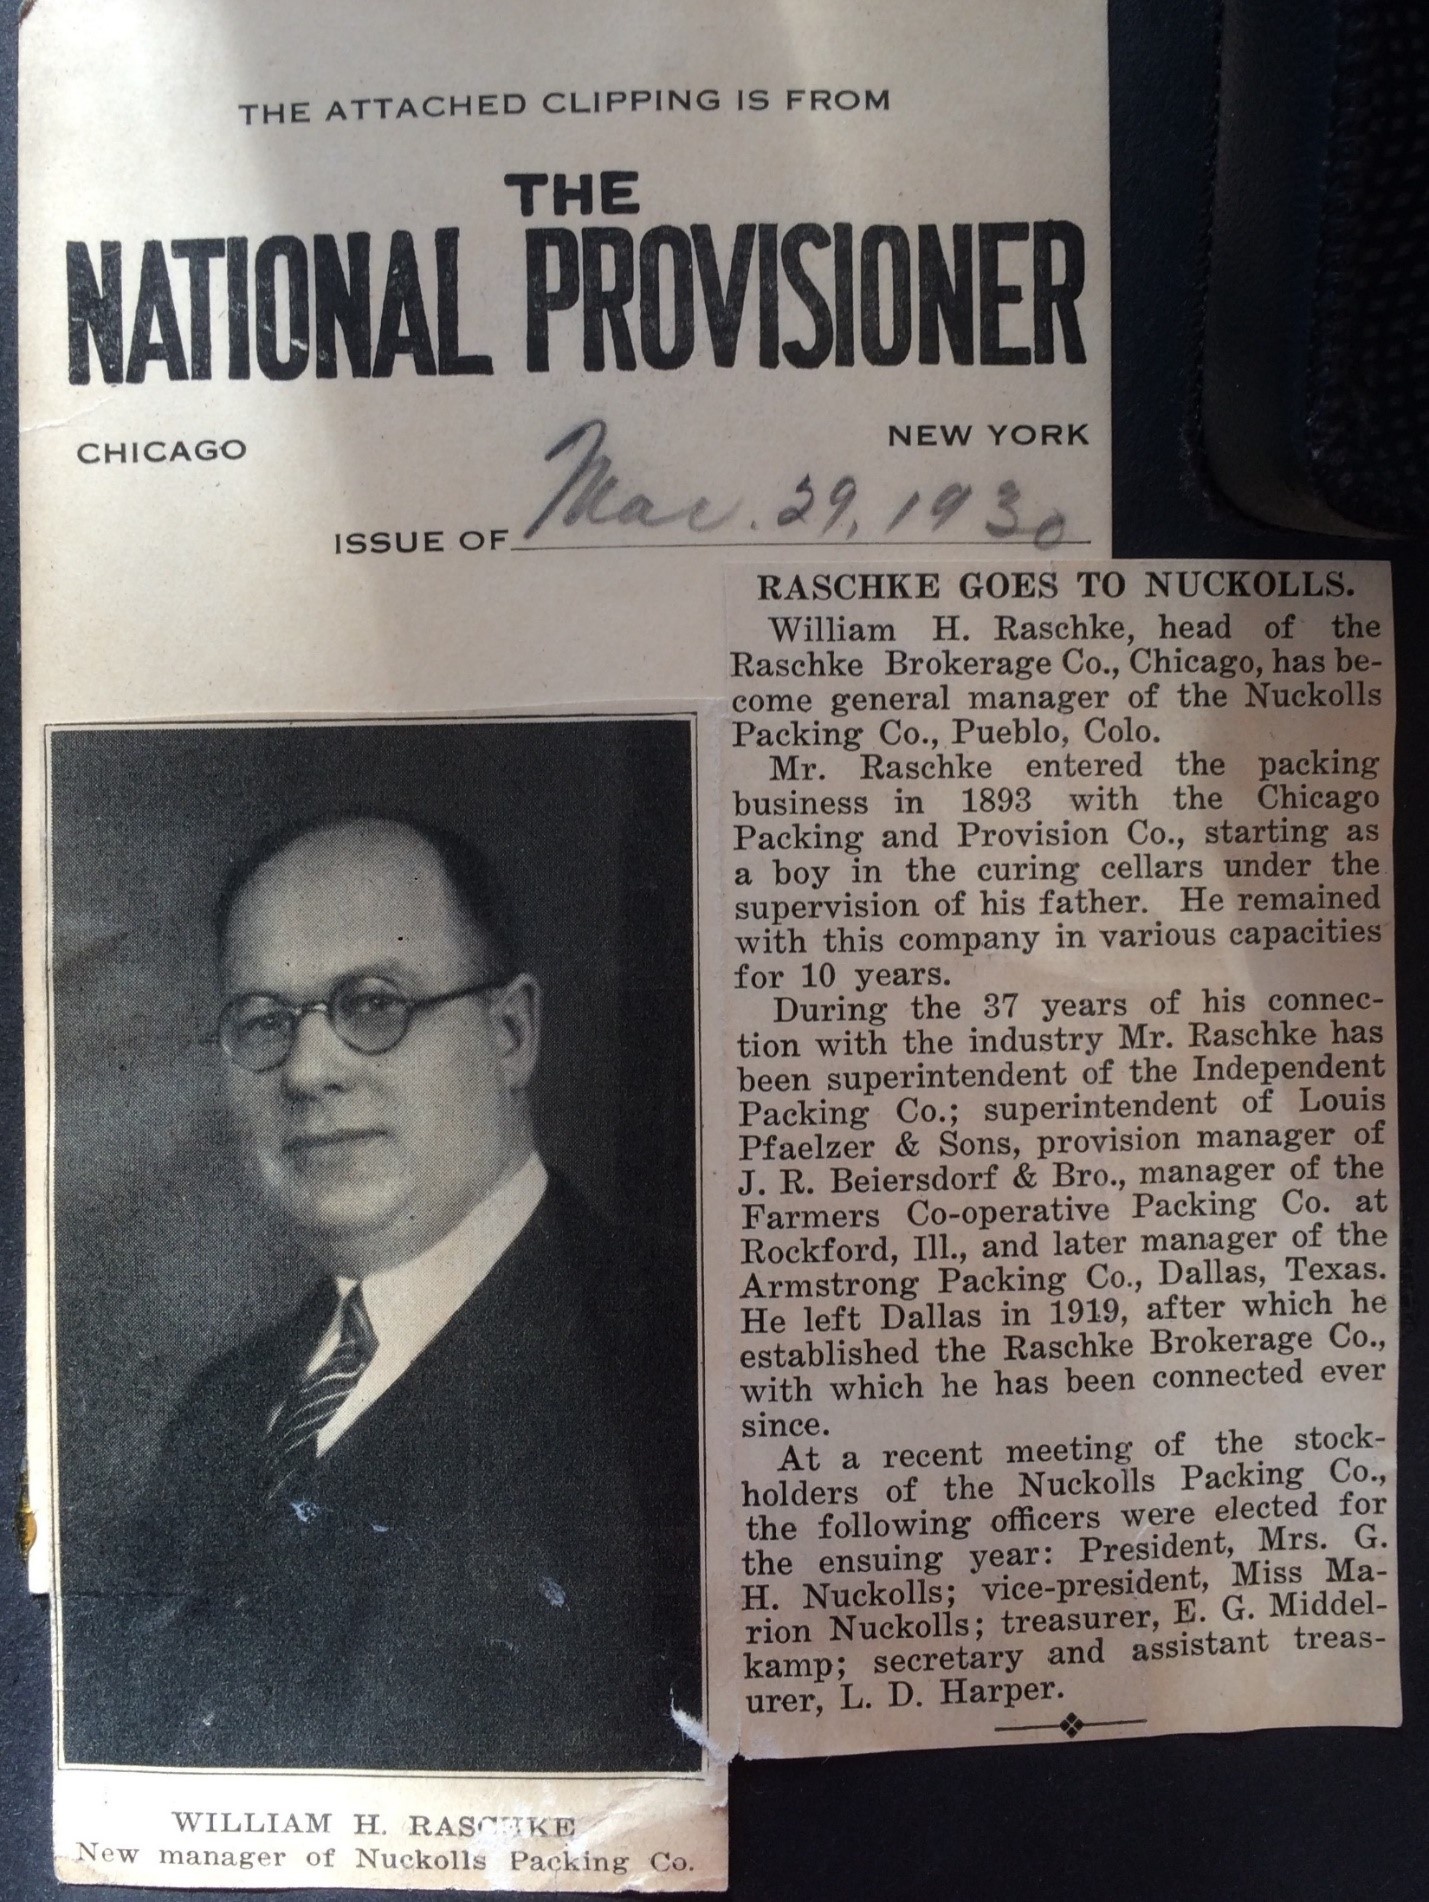 THE ATTACHED CLIPPING IS FROM
THE
NATIONAL PROVISIONER
CHICAGO
NEW YORK
ISSUE OF Mar. 29, 1930
RASCHKE GOES TO NUCKOLLS.
William H. Raschke, head of the
Raschke Brokerage Co., Chicago, has be-
come general manager of the Nuckolls
Packing Co., Pueblo, Colo.
Mr. Raschke entered the packing
business in 1893 with the Chicago
Packing and Provision Co., starting as
a boy in the curing cellars under the
supervision of his father. He remained
with this company in various capacities
for 10 years.
During the 37 years of his connec-
tion with the industry Mr. Raschke has
been superintendent of the Independent
Packing Co.; superintendent of Louis
Pfaelzer & Sons, provision manager of
J. R. Beiersdorf & Bro., manager of the
Farmers Co-operative Packing Co. at
Rockford, Ill., and later manager of the
Armstrong Packing Co., Dallas, Texas.
He left Dallas in 1919, after which he
established the Raschke Brokerage Co.,
with which he has been connected ever
since.
At a recent meeting of the stock-
holders of the Nuckolls Packing Co.,
the following officers were elected for
the ensuing year: President, Mrs. G.
H. Nuckolls; vice-president, Miss Ma-
rion Nuckolls; treasurer, E. G. Middel-
kamp; secretary and assistant treas-
urer, L. D. Harper.
WILLIAM H. RASCHKE
New manager of Nuckolls Packing Co.